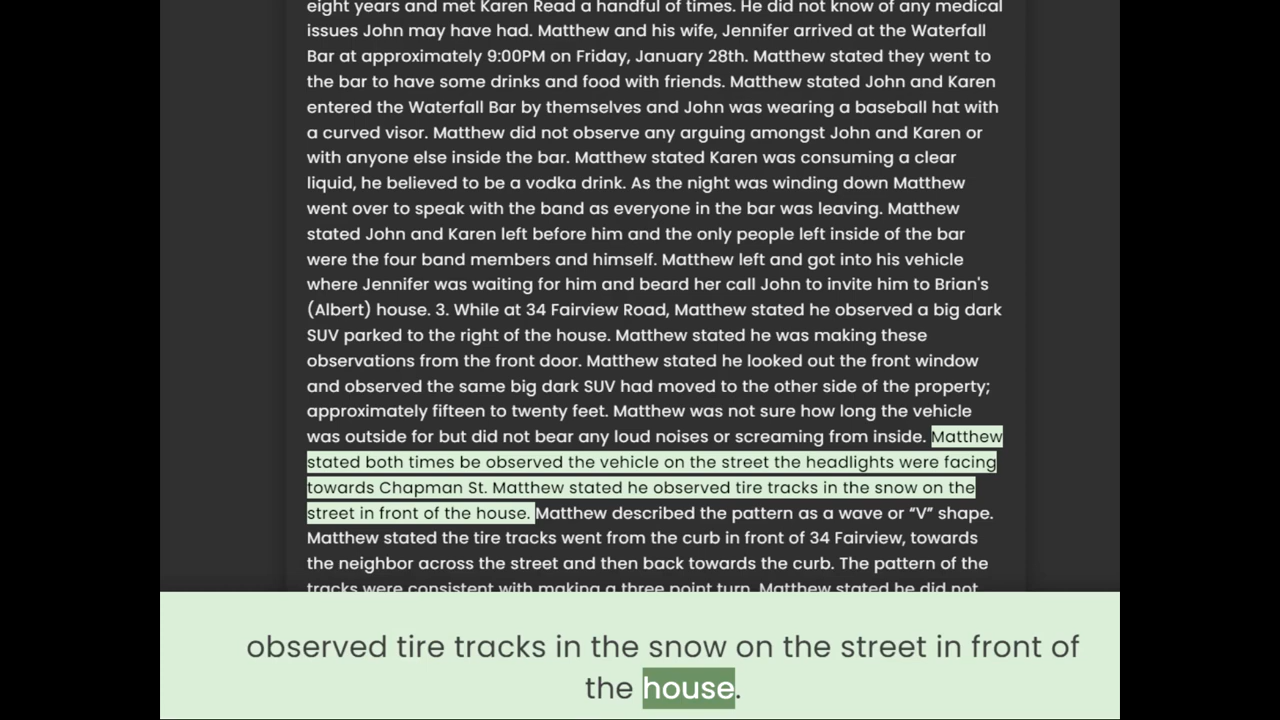 eight years and met Karen Read a handful of times. He did not know of any medical
issues John may have had. Matthew and his wife, Jennifer arrived at the Waterfall
Bar at approximately 9:00PM on Friday, January 28th. Matthew stated they went to
the bar to have some drinks and food with friends. Matthew stated John and Karen
entered the Waterfall Bar by themselves and John was wearing a baseball hat with
a curved visor. Matthew did not observe any arguing amongst John and Karen or
with anyone else inside the bar. Matthew stated Karen was consuming a clear
liquid, he believed to be a vodka drink. As the night was winding down Matthew
went over to speak with the band as everyone in the bar was leaving. Matthew
stated John and Karen left before him and the only people left inside of the bar
were the four band members and himself. Matthew left and got into his vehicle
where Jennifer was waiting for him and beard her call John to invite him to Brian's
(Albert) house. 3. While at 34 Fairview Road, Matthew stated he observed a big dark
SUV parked to the right of the house. Matthew stated he was making these
observations from the front door. Matthew stated he looked out the front window
and observed the same big dark SUV had moved to the other side of the property;
approximately fifteen to twenty feet. Matthew was not sure how long the vehicle
was outside for but did not bear any loud noises or screaming from inside. Matthew
stated both times be observed the vehicle on the street the headlights were facing
towards Chapman St. Matthew stated he observed tire tracks in the snow on the
street in front of the house. Matthew described the pattern as a wave or “V” shape.
Matthew stated the tire tracks went from the curb in front of 34 Fairview, towards
the neighbor across the street and then back towards the curb. The pattern of the
tracks were consistent with making a three point turn. Matthew stated he did not
observed tire tracks in the snow on the street in front of
the house.